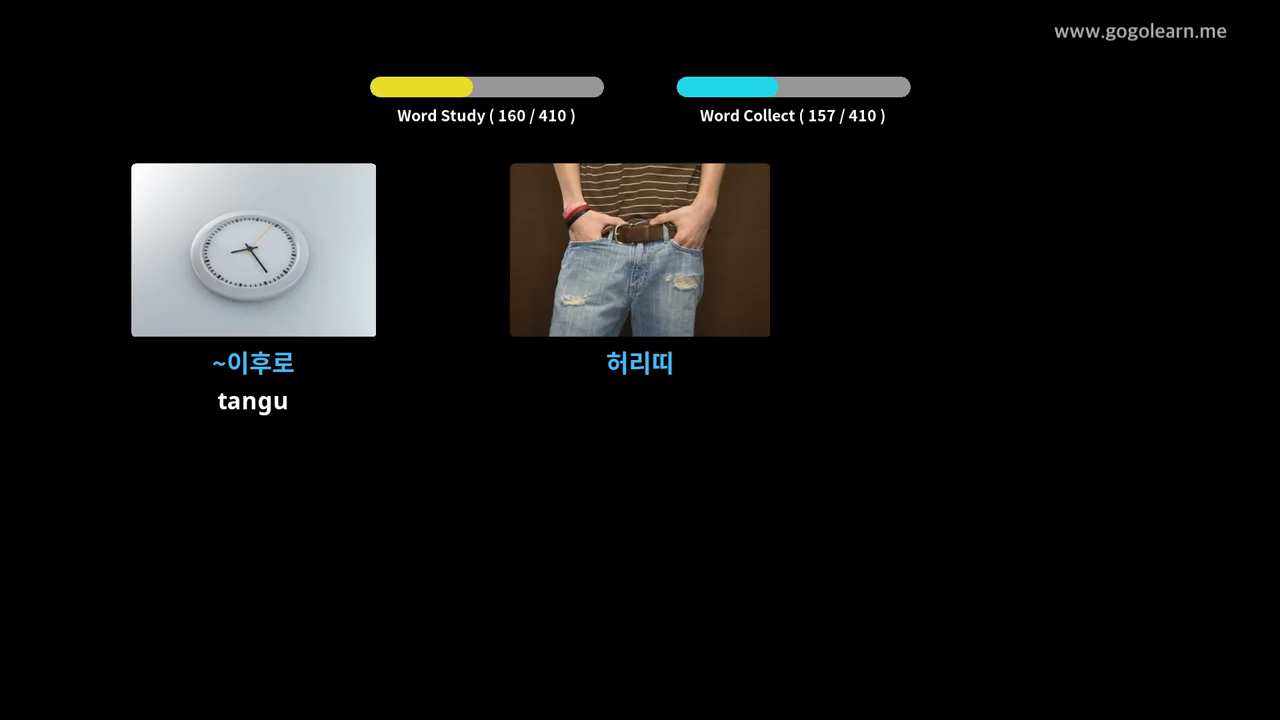 www.gogolearn.me
Word Study ( 160 / 410 )
Word Collect ( 157 / 410 )
~이후로
tangu
허리띠